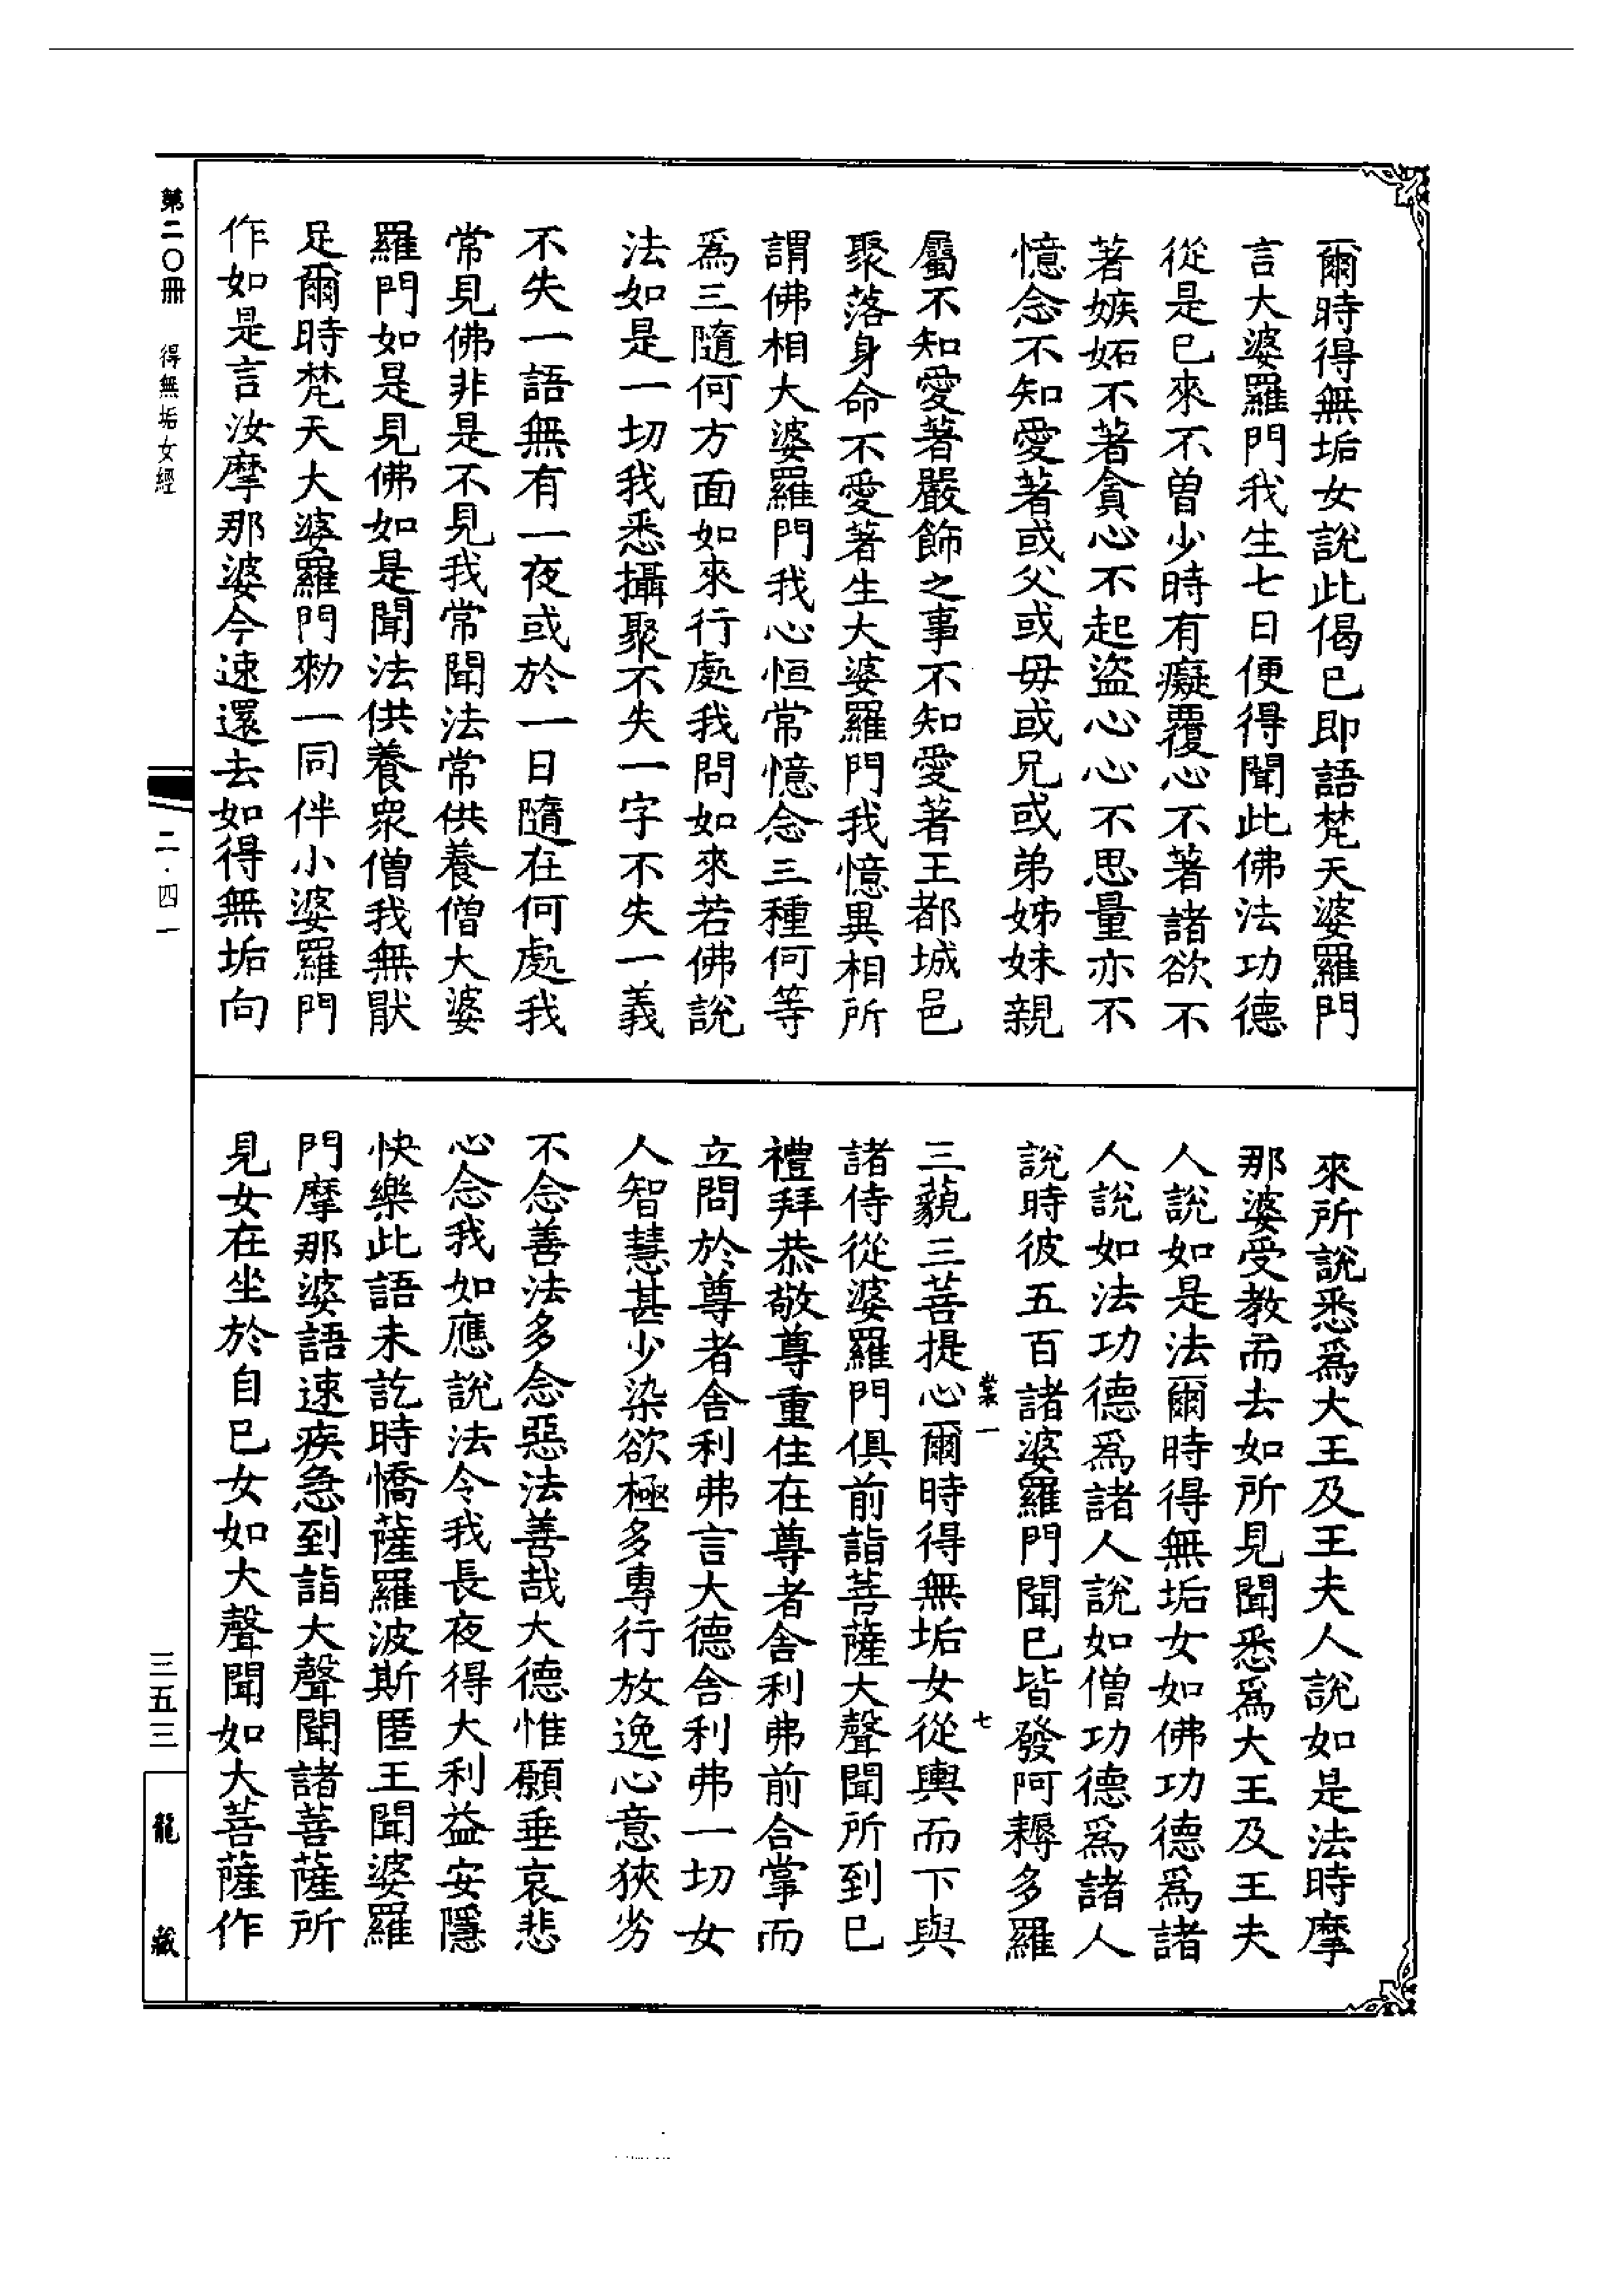 爾時得無垢女說此偈已即語梵天婆羅門
言大婆羅門我生七日便得聞此佛法功德
從是已來不曾少時有癡覆心不著諸欲不
著嫉妬不著貪心不起盜心心不思量亦不
憶念不知愛著或父或母或兄或弟姊妹親
屬不知愛著嚴飾之事不知愛著王都城邑
聚落身命不愛著生大婆羅門我憶異相所
謂佛相大婆羅門我心恒常憶念三種何等
為三隨何方面如來行處我問如來若佛說
法如是一切我悉攝聚不失一字不失一義
不失一語無有一夜或於一日隨在何處我
常見佛非是不見我常聞法常供養僧大婆
羅門如是見佛如是聞法供養眾僧我無猒
足爾時梵天大婆羅門勑一同伴小婆羅門
作如是言汝摩那婆今速還去如得無垢向
來所說悉為大王及王夫人說如是法時摩
那婆受教而去如所見聞悉為大王及王夫
人說如是法爾時得無垢女如佛功德為諸
人說如法功德為諸人說如僧功德為諸人
說時彼五百諸婆羅門聞已皆發阿耨多羅
三藐三菩提心爾時得無垢女從輿而下與
諸侍從婆羅門俱前詣菩薩大聲聞所到已
禮拜恭敬尊重住在尊者舍利弗前合掌而
立問於尊者舍利弗言大德舍利弗一切女
人智慧甚少染欲極多專行放逸心意狹劣
不念善法多念惡法善哉大德惟願垂哀悲
心念我如應說法令我長夜得大利益安隱
快樂此語未訖時憍薩羅波斯匿王聞婆羅
門摩那婆語速疾急到詣大聲聞諸菩薩所
見女在坐於自已女如大聲聞如大菩薩作
裳一
七
第二〇冊 得無垢女經
二·四一
三五三
龍藏